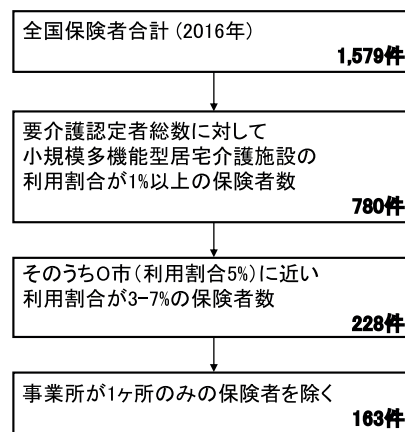 全国保険者合計（2016年）
1,579件
要介護認定者総数に対して
小規模多機能型居宅介護施設の
利用割合が1%以上の保険者数
780件
そのうちO市（利用割合5%）に近い
利用割合が3-7%の保険者数
228件
事業所が1ヶ所のみの保険者を除く
163件